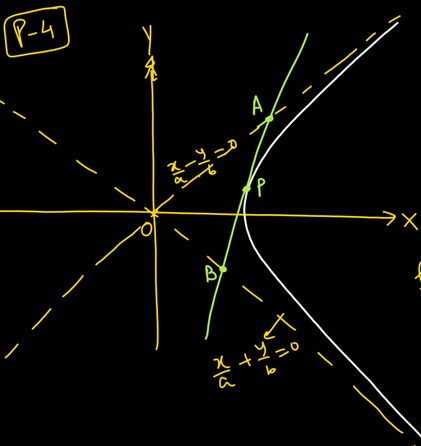 P-4
Y
A
x/a - y/b = 0
P
X
O
B
x/a + y/b = 0